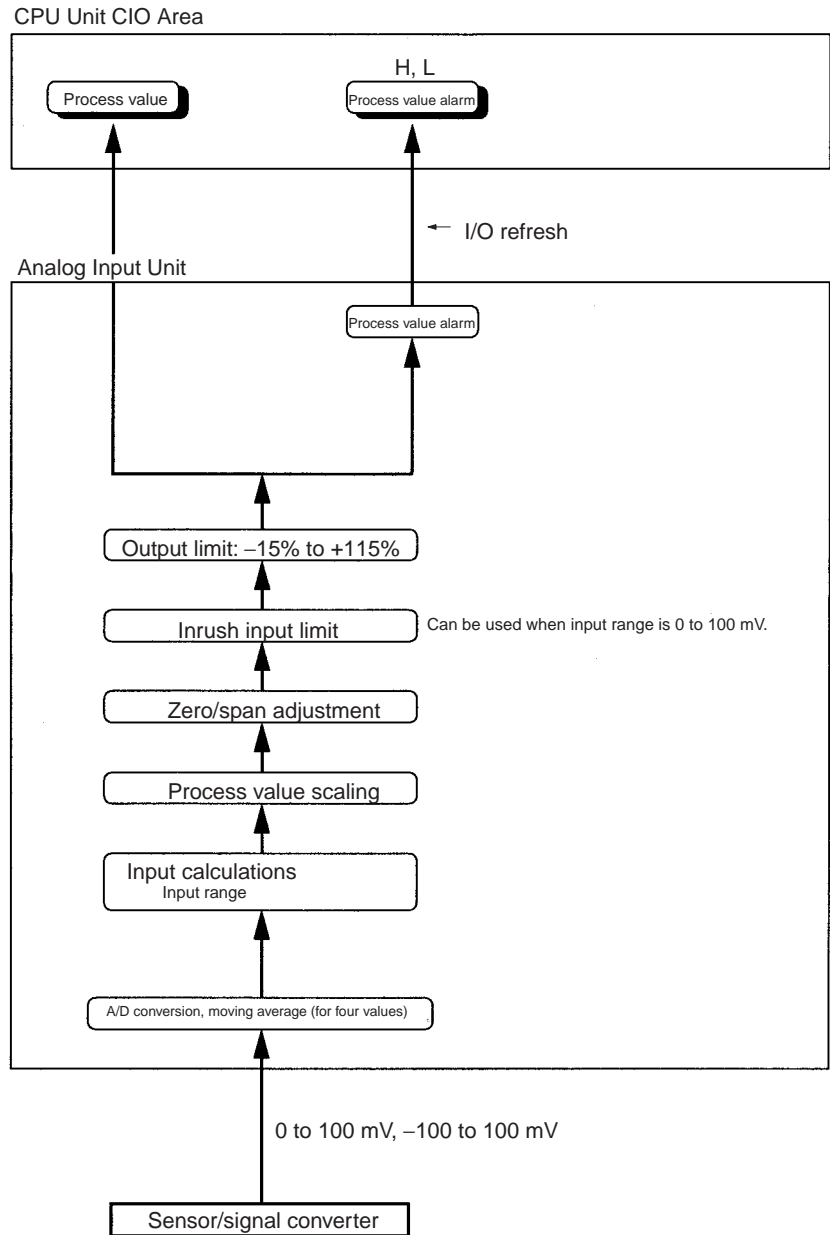 CPU Unit CIO Area
H, L
Process value
Process value alarm
I/O refresh
Analog Input Unit
Process value alarm
Output limit: –15% to +115%
Inrush input limit
Can be used when input range is 0 to 100 mV.
Zero/span adjustment
Process value scaling
Input calculations
Input range
A/D conversion, moving average (for four values)
0 to 100 mV, –100 to 100 mV
Sensor/signal converter